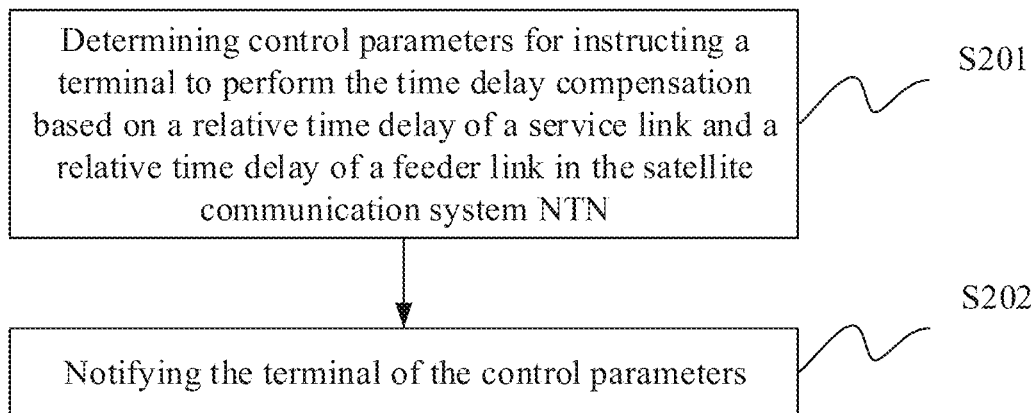 Determining control parameters for instructing a
terminal to perform the time delay compensation
based on a relative time delay of a service link and a
relative time delay of a feeder link in the satellite
communication system NTN
S201
S202
Notifying the terminal of the control parameters